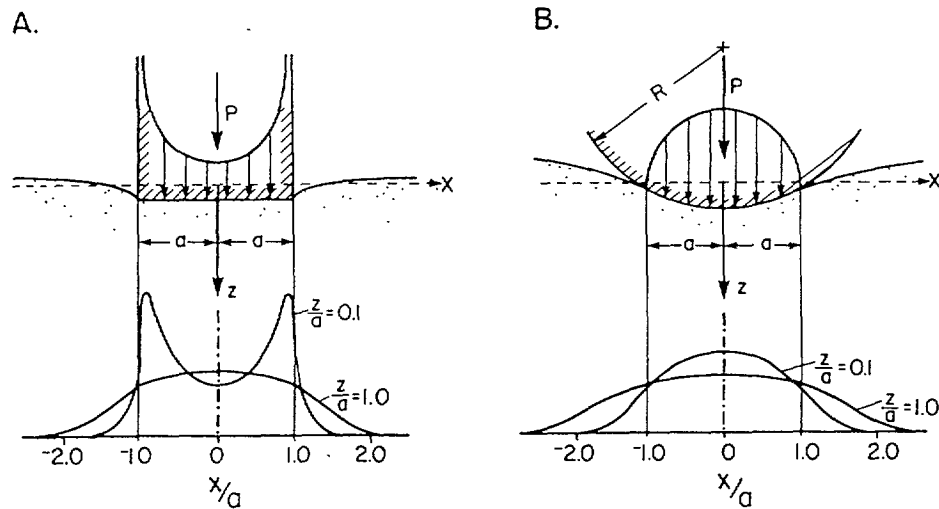 A.
P
X
a a
z
z/a = 0.1
z/a = 1.0
-2.0 -1.0 0 1.0 2.0
X/a
B.
R
P
X
a a
z
z/a = 0.1
z/a = 1.0
-2.0 -1.0 0 1.0 2.0
X/a